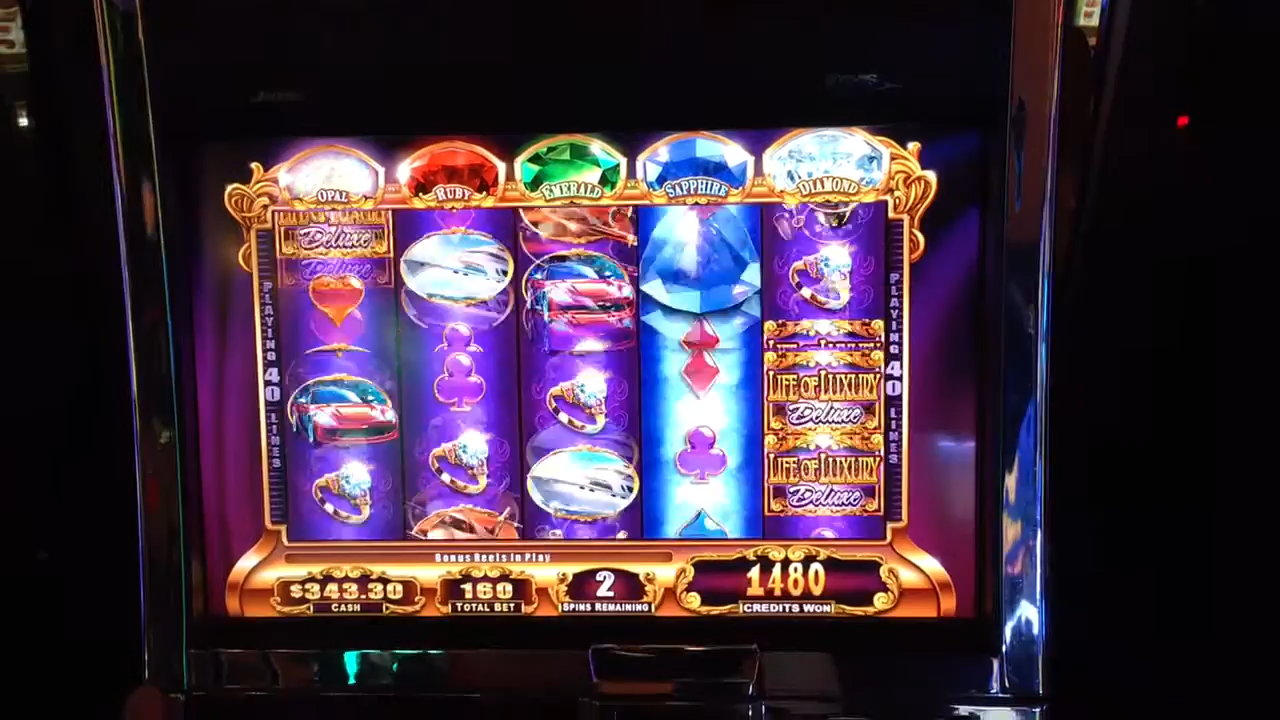 OPAL
RUBY
EMERALD
SAPPHIRE
DIAMOND
Deluxe
Deluxe
PLAYING 40 LINES
PLAYING 40 LINES
LIFE OF LUXURY
Deluxe
LIFE OF LUXURY
Deluxe
Bonus Reels In Play
$343.30
CASH
160
TOTAL BET
2
SPINS REMAINING
1480
CREDITS WON